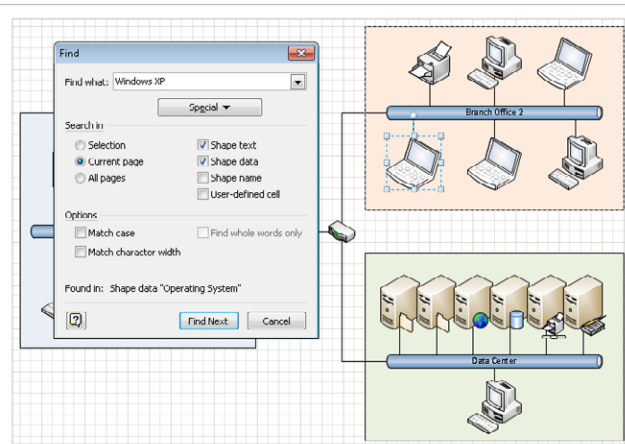 Find
Find what: Windows XP
Special
Search in
Selection
Current page
All pages
Shape text
Shape data
Shape name
User-defined cell
Options
Match case
Match character width
Find whole words only
Found in: Shape data "Operating System"
Find Next
Cancel
Branch Office 2
Data Center